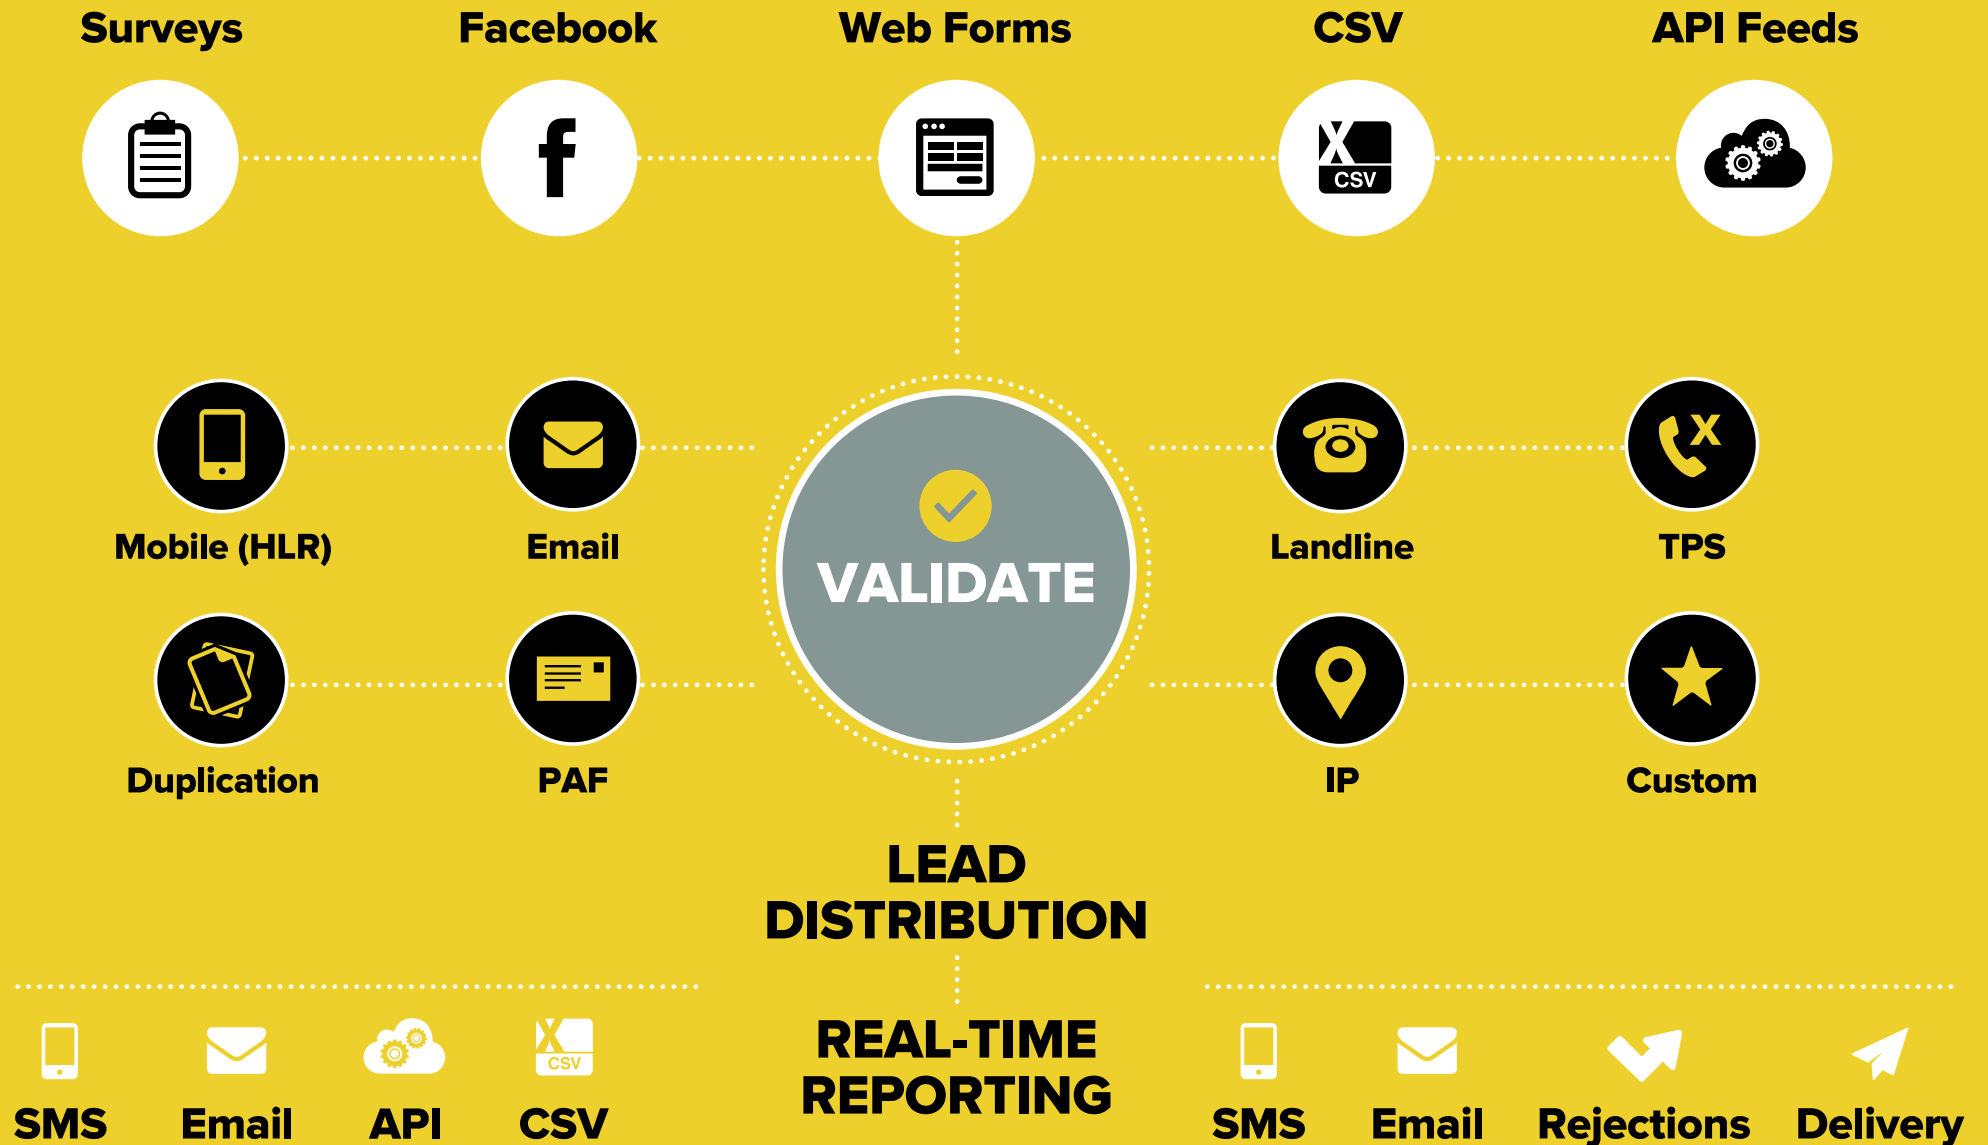 Surveys
Facebook
Web Forms
CSV
API Feeds
CSV
VALIDATE
Mobile (HLR)
Email
Landline
TPS
Duplication
PAF
IP
Custom
LEAD
DISTRIBUTION
REAL-TIME
REPORTING
CSV
SMS
Email
API
CSV
SMS
Email
Rejections
Delivery